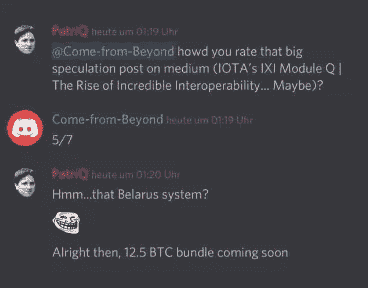 PatriQ heute um 01:19 Uhr
@Come-from-Beyond howd you rate that big
speculation post on medium (IOTA's IXI Module Q |
The Rise of Incredible Interoperability... Maybe)?
Come-from-Beyond heute um 01:19 Uhr
5/7
PatriQ heute um 01:20 Uhr
Hmm...that Belarus system?
Alright then, 12.5 BTC bundle coming soon